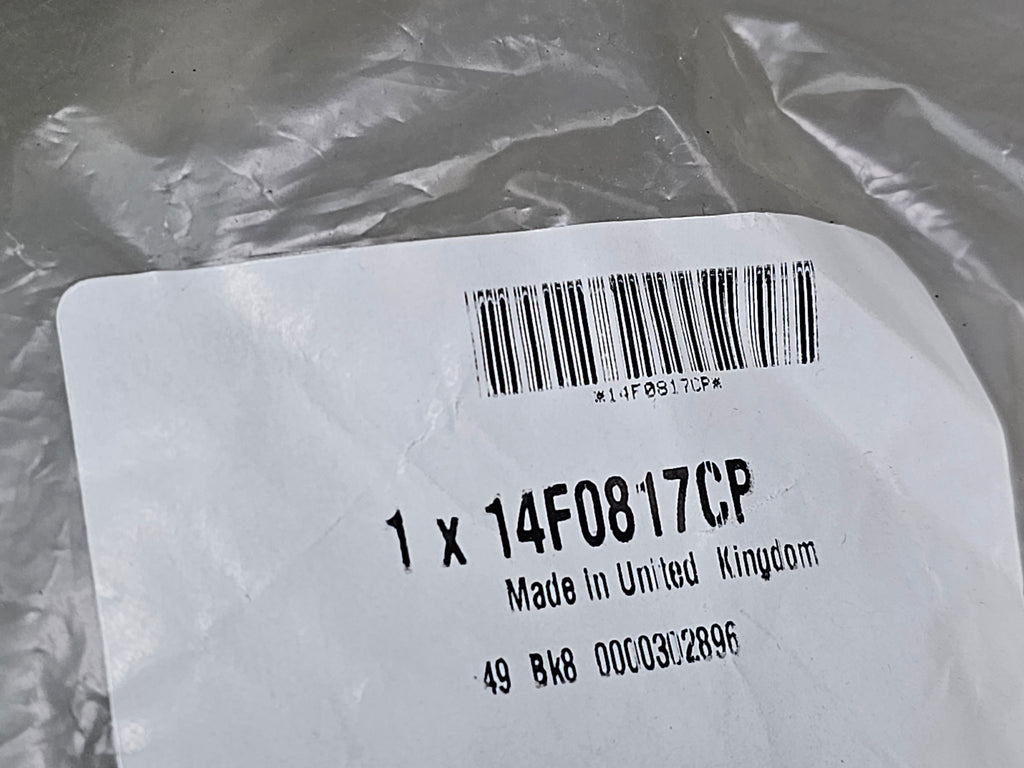 *14F0817CP*
1 x 14F0817CP
Made In United Kingdom
49 Bk8 0000302896